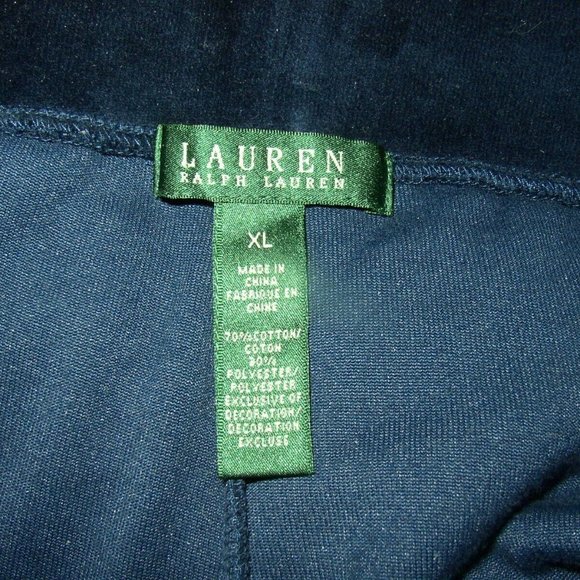 LAUREN
RALPH LAUREN
XL
MADE IN
CHINA
FABRIQUE EN
CHINE
70%COTTON/
COTON
30%
POLYESTER/
POLYESTER
EXCLUSIVE OF
DECORATION/
DECORATION
EXCLUSE